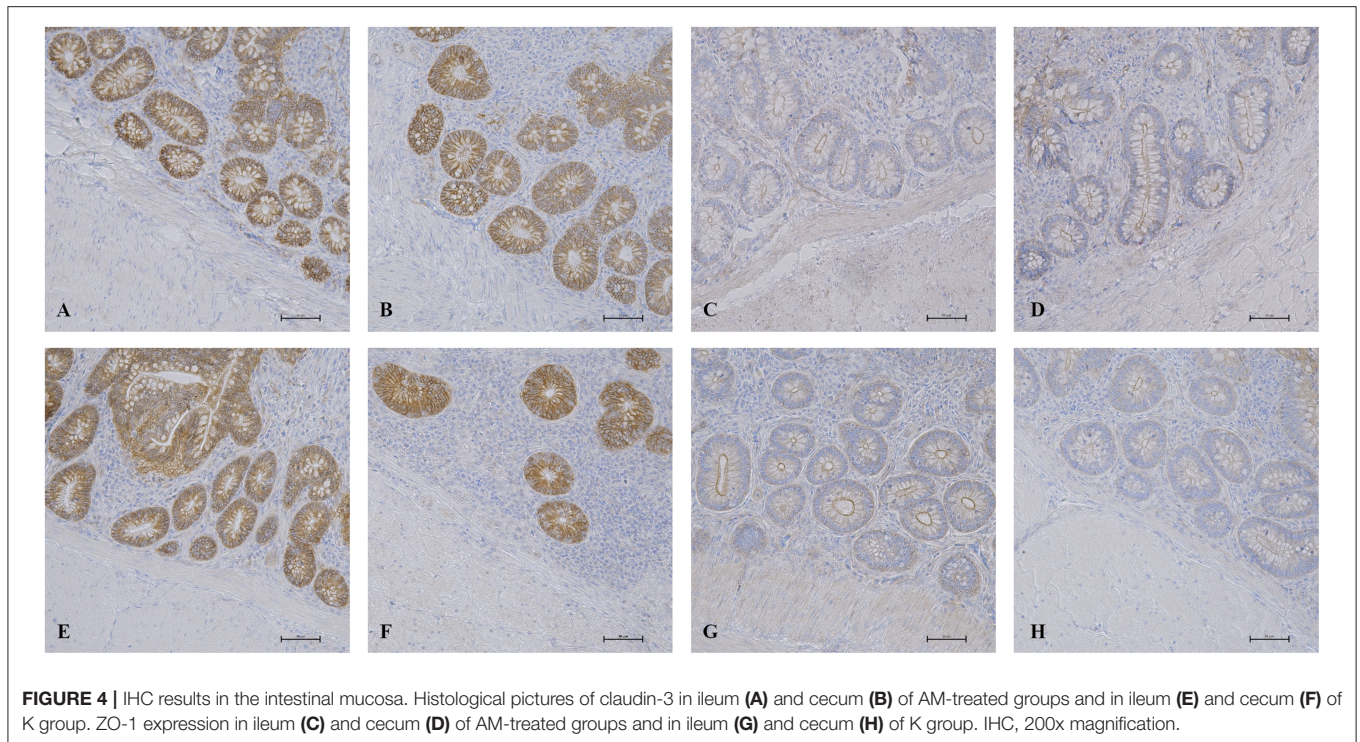 A
B
C
D
E
F
G
H
FIGURE 4 | IHC results in the intestinal mucosa. Histological pictures of claudin-3 in ileum (A) and cecum (B) of AM-treated groups and in ileum (E) and cecum (F) of
K group. ZO-1 expression in ileum (C) and cecum (D) of AM-treated groups and in ileum (G) and cecum (H) of K group. IHC, 200x magnification.